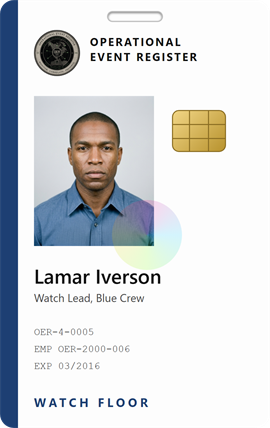 OPERATIONAL
EVENT REGISTER
Lamar Iverson
Watch Lead, Blue Crew
OER-4-0005
EMP OER-2000-006
EXP 03/2016
WATCH FLOOR